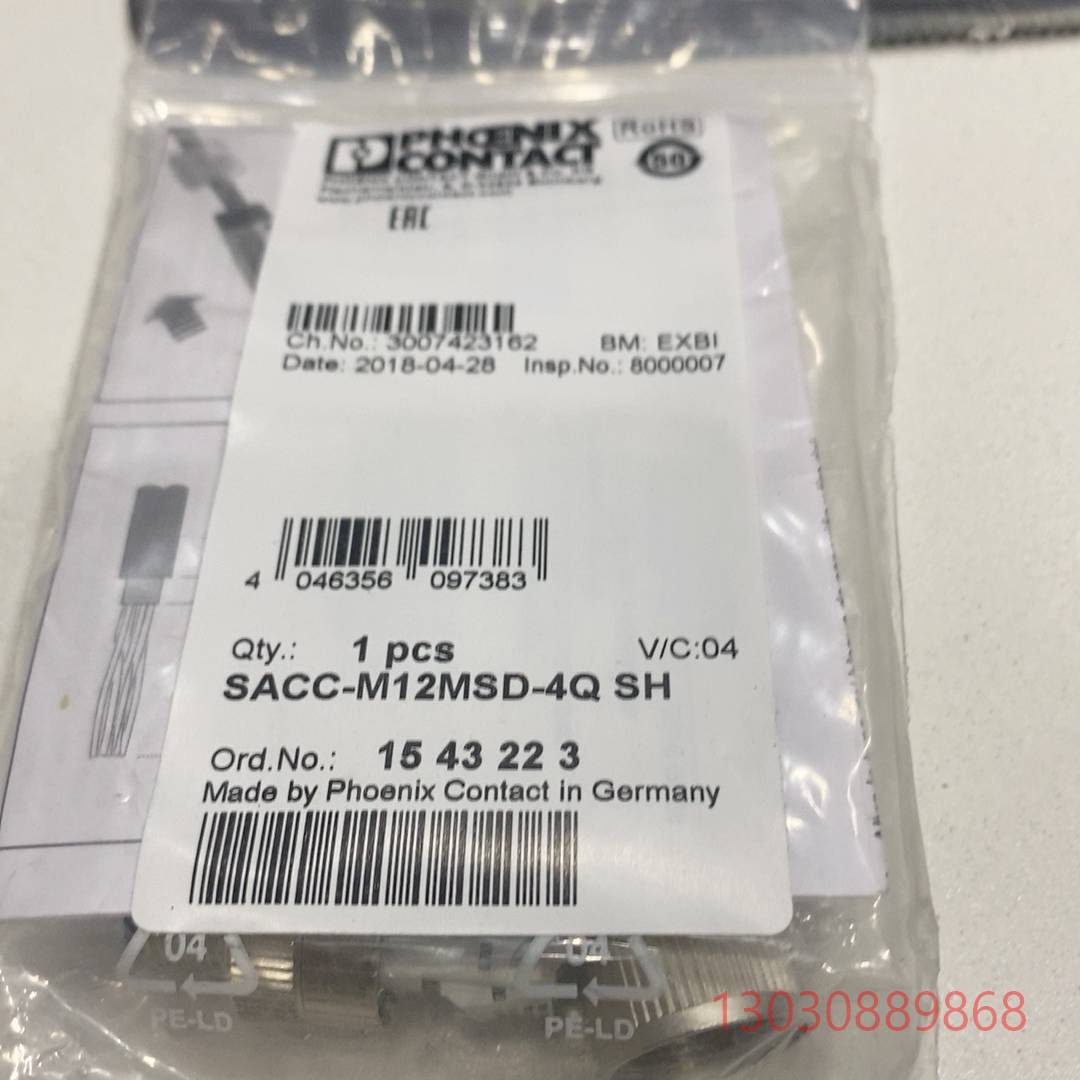 PHŒNIX
CONTACT
RoHS
50
EAC
Ch.No.: 3007423162 BM: EXBI
Date: 2018-04-28 Insp.No.: 8000007
4 046356 097383
Qty.: 1 pcs V/C:04
SACC-M12MSD-4Q SH
Ord.No.: 15 43 22 3
Made by Phoenix Contact in Germany
04 04
PE-LD PE-LD
13030889868